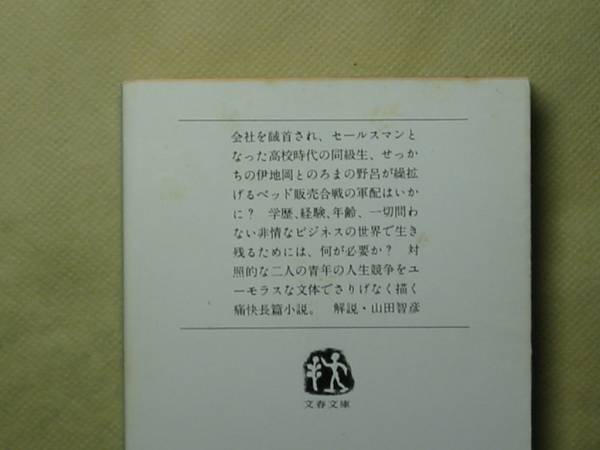 会社を馘首され、セールスマンと
なった高校時代の同級生、せっか
ちの伊地岡とのろまの野呂が繰拡
げるベッド販売合戦の軍配はいか
に？　学歴、経験、年齢、一切問わ
ない非情なビジネスの世界で生き
残るためには、何が必要か？　対
照的な二人の青年の人生競争をユ
ーモラスな文体でさりげなく描く
痛快長篇小説。　解説・山田智彦
文春文庫